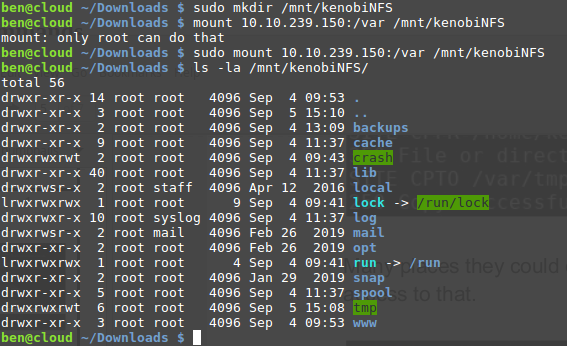 ben@cloud ~/Downloads $ sudo mkdir /mnt/kenobiNFS
ben@cloud ~/Downloads $ mount 10.10.239.150:/var /mnt/kenobiNFS
mount: only root can do that
ben@cloud ~/Downloads $ sudo mount 10.10.239.150:/var /mnt/kenobiNFS
ben@cloud ~/Downloads $ ls -la /mnt/kenobiNFS/
total 56
drwxr-xr-x 14 root root   4096 Sep  4 09:53 .
drwxr-xr-x  3 root root   4096 Sep  5 15:10 ..
drwxr-xr-x  2 root root   4096 Sep  4 13:09 backups
drwxr-xr-x  9 root root   4096 Sep  4 11:37 cache
drwxrwxrwt  2 root root   4096 Sep  4 09:43 crash
drwxr-xr-x 40 root root   4096 Sep  4 11:37 lib
drwxrwsr-x  2 root staff  4096 Apr 12  2016 local
lrwxrwxrwx  1 root root      9 Sep  4 09:41 lock -> /run/lock
drwxrwxr-x 10 root syslog 4096 Sep  4 11:37 log
drwxrwsr-x  2 root mail   4096 Feb 26  2019 mail
drwxr-xr-x  2 root root   4096 Feb 26  2019 opt
lrwxrwxrwx  1 root root      4 Sep  4 09:41 run -> /run
drwxr-xr-x  2 root root   4096 Jan 29  2019 snap
drwxr-xr-x  5 root root   4096 Sep  4 11:37 spool
drwxrwxrwt  6 root root   4096 Sep  5 15:08 tmp
drwxr-xr-x  3 root root   4096 Sep  4 09:53 www
ben@cloud ~/Downloads $
File or direct
CPTO /var/tmp
places they could
to that.